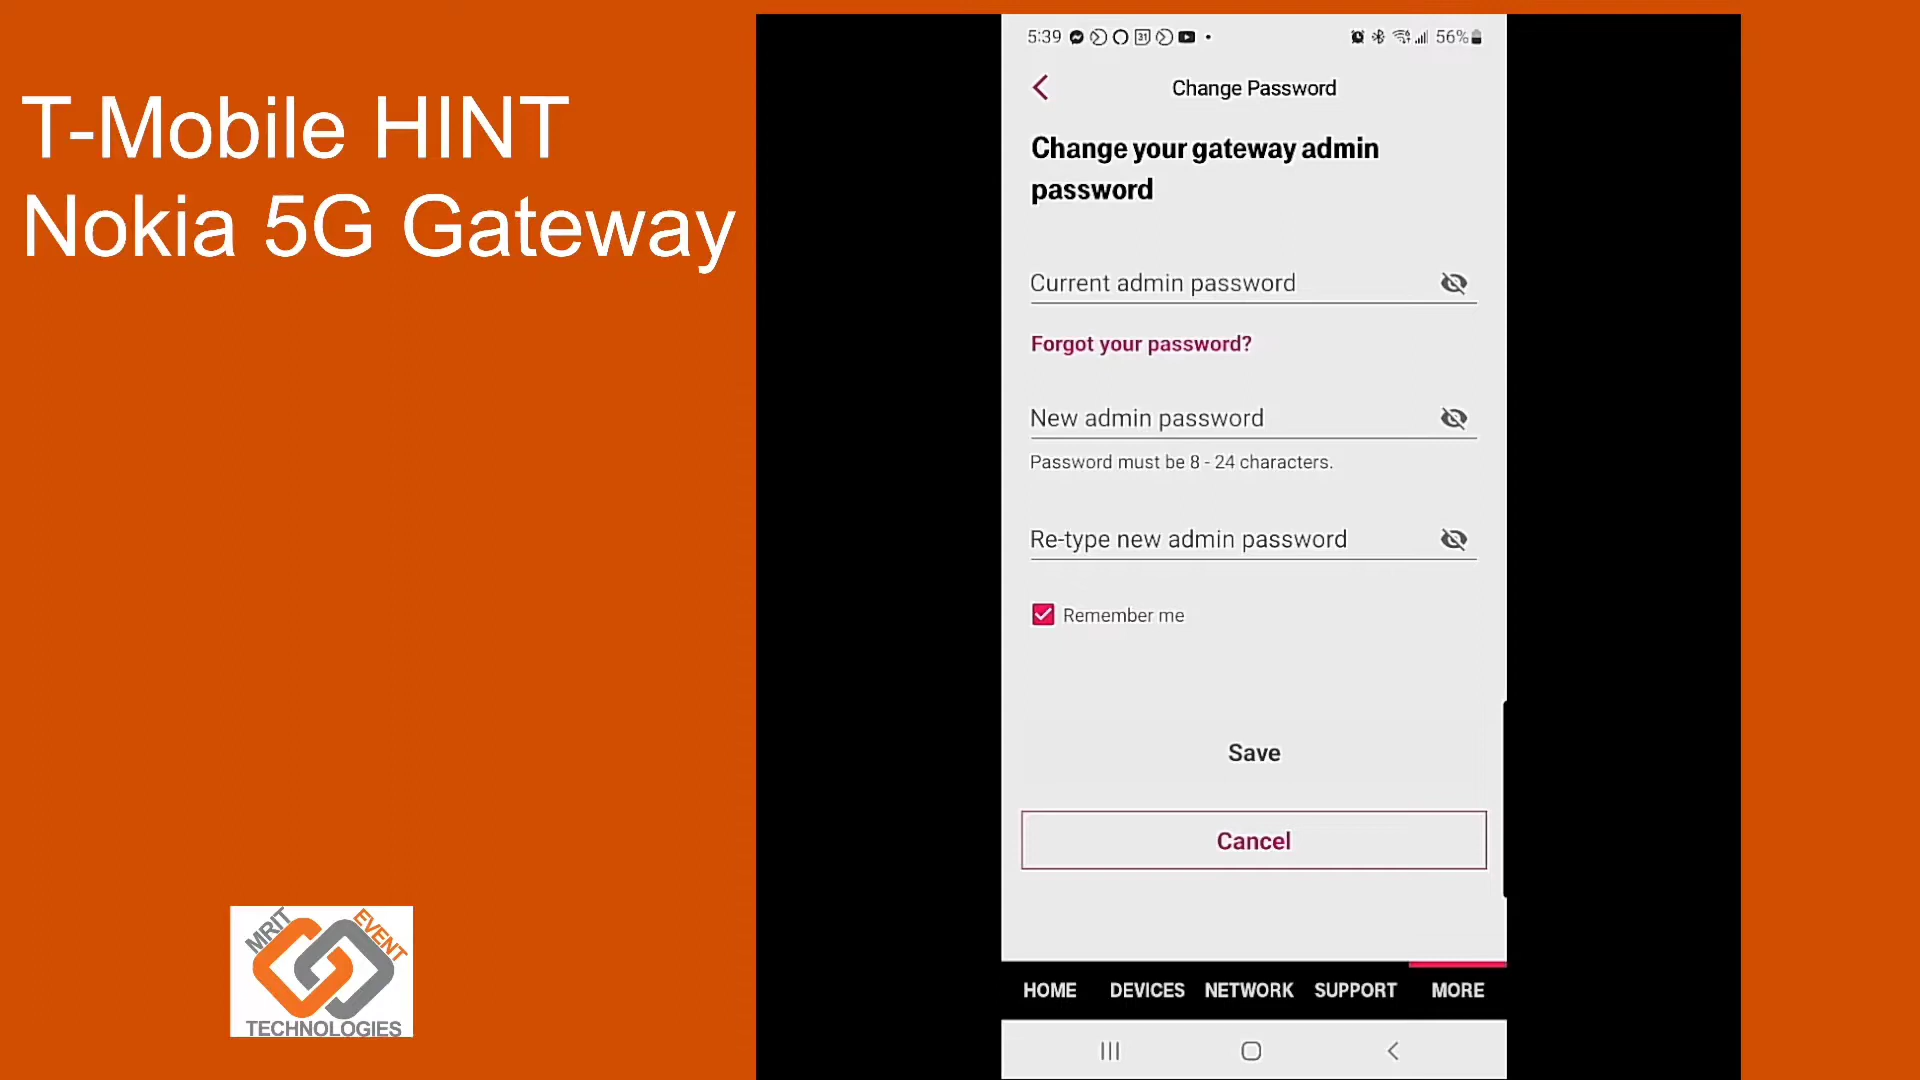 T-Mobile HINT
Nokia 5G Gateway
MRIT
EVENT
TECHNOLOGIES
5:39
31
56%
Change Password
Change your gateway admin
password
Current admin password
Forgot your password?
New admin password
Password must be 8 - 24 characters.
Re-type new admin password
Remember me
Save
Cancel
HOME DEVICES NETWORK SUPPORT MORE